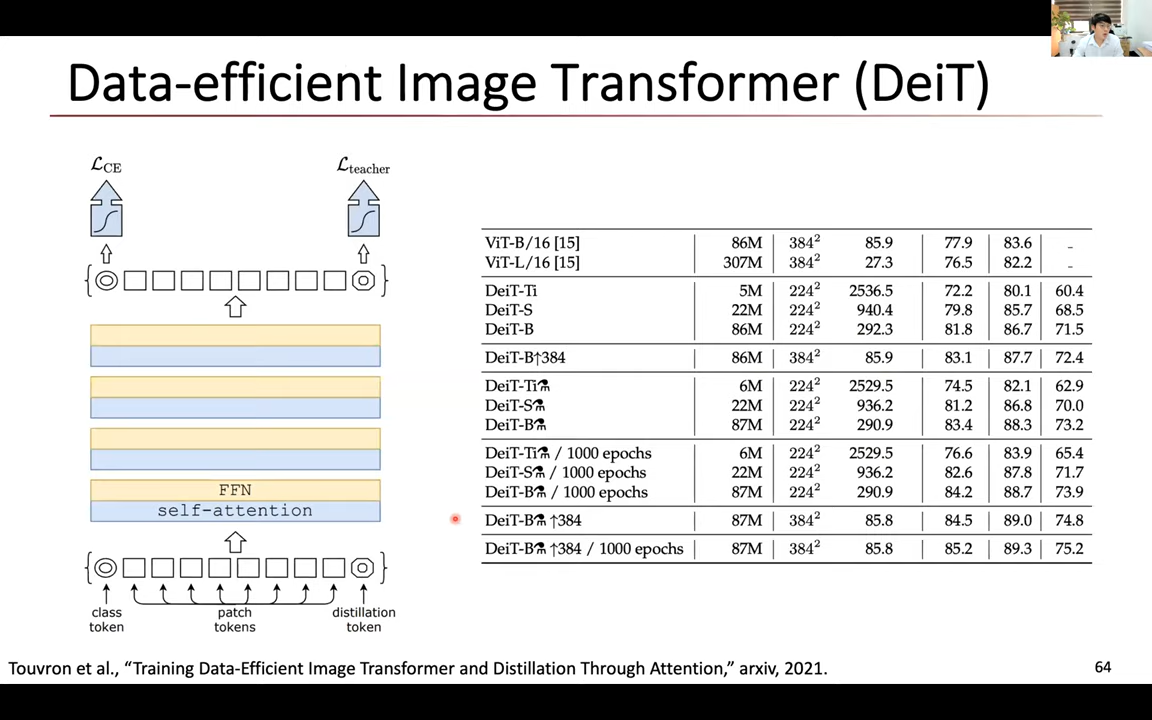 Data-efficient Image Transformer (DeiT)
ℒCE
ℒteacher
FFN
self-attention
class token
patch tokens
distillation token
ViT-B/16 [15] 86M 384² 85.9 77.9 83.6 -
ViT-L/16 [15] 307M 384² 27.3 76.5 82.2 -
DeiT-Ti 5M 224² 2536.5 72.2 80.1 60.4
DeiT-S 22M 224² 940.4 79.8 85.7 68.5
DeiT-B 86M 224² 292.3 81.8 86.7 71.5
DeiT-B↑384 86M 384² 85.9 83.1 87.7 72.4
DeiT-Ti⚗ 6M 224² 2529.5 74.5 82.1 62.9
DeiT-S⚗ 22M 224² 936.2 81.2 86.8 70.0
DeiT-B⚗ 87M 224² 290.9 83.4 88.3 73.2
DeiT-Ti⚗ / 1000 epochs 6M 224² 2529.5 76.6 83.9 65.4
DeiT-S⚗ / 1000 epochs 22M 224² 936.2 82.6 87.8 71.7
DeiT-B⚗ / 1000 epochs 87M 224² 290.9 84.2 88.7 73.9
DeiT-B⚗ ↑384 87M 384² 85.8 84.5 89.0 74.8
DeiT-B⚗ ↑384 / 1000 epochs 87M 384² 85.8 85.2 89.3 75.2
Touvron et al., “Training Data-Efficient Image Transformer and Distillation Through Attention,” arxiv, 2021.
64